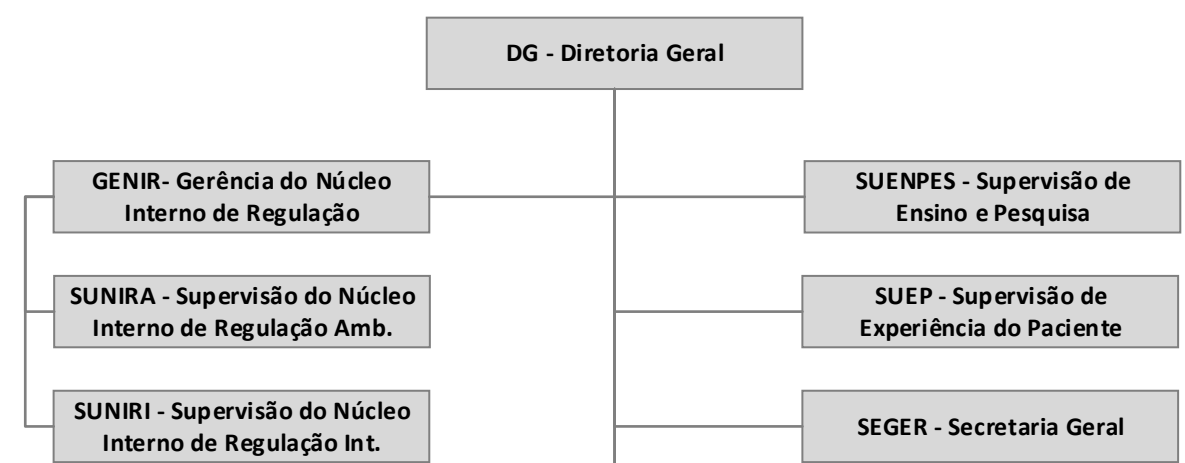 DG - Diretoria Geral
GENIR- Gerência do Núcleo
Interno de Regulação
SUENPES - Supervisão de
Ensino e Pesquisa
SUNIRA - Supervisão do Núcleo
Interno de Regulação Amb.
SUEP - Supervisão de
Experiência do Paciente
SUNIRI - Supervisão do Núcleo
Interno de Regulação Int.
SEGER - Secretaria Geral